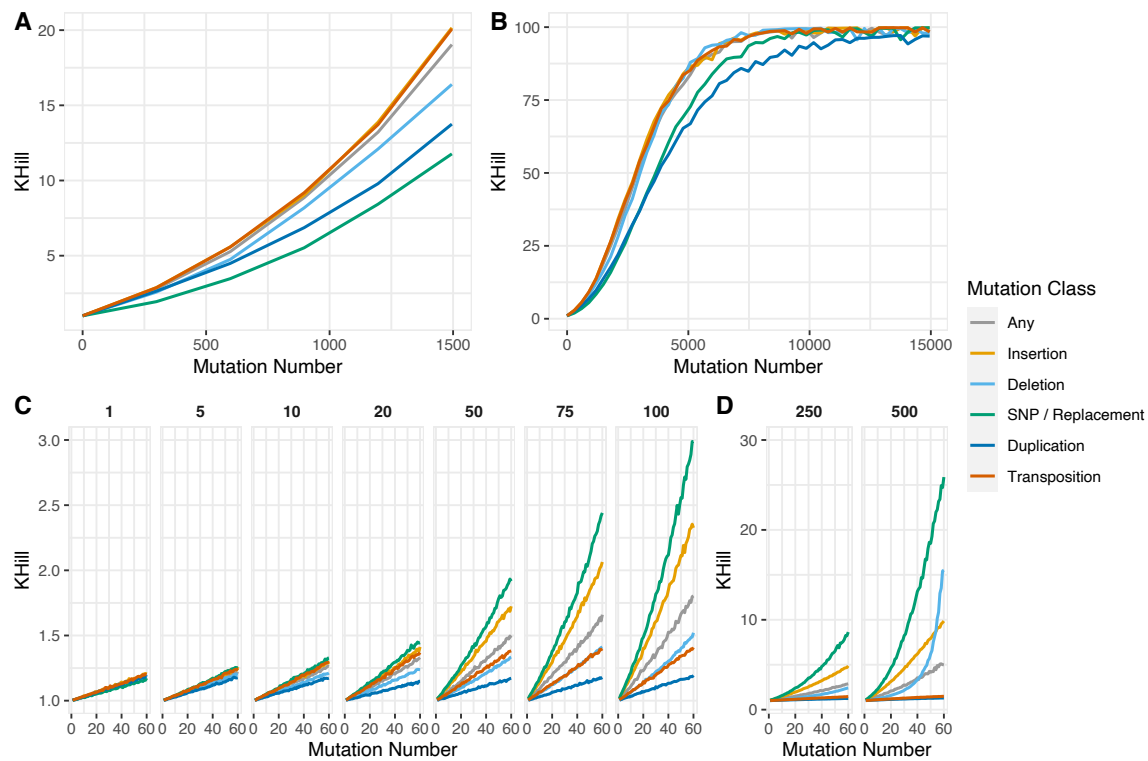 A
20
15
10
5
KHill
0
500
1000
1500
Mutation Number
B
100
75
50
25
0
KHill
0
5000
10000
15000
Mutation Number
Mutation Class
Any
Insertion
Deletion
SNP / Replacement
Duplication
Transposition
C
1
5
10
20
50
75
100
3.0
2.5
2.0
1.5
1.0
KHill
0 20 40 60
0 20 40 60
0 20 40 60
0 20 40 60
0 20 40 60
0 20 40 60
0 20 40 60
Mutation Number
D
250
500
30
20
10
0
KHill
0 20 40 60
0 20 40 60
Mutation Number